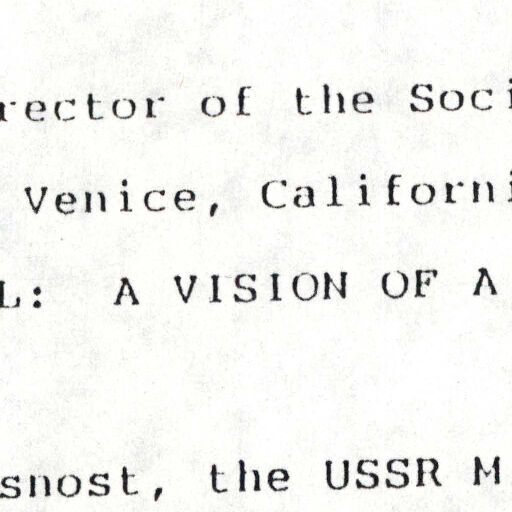 rector of the Soci
Venice, Californi
L: A VISION OF A
snost, the USSR M